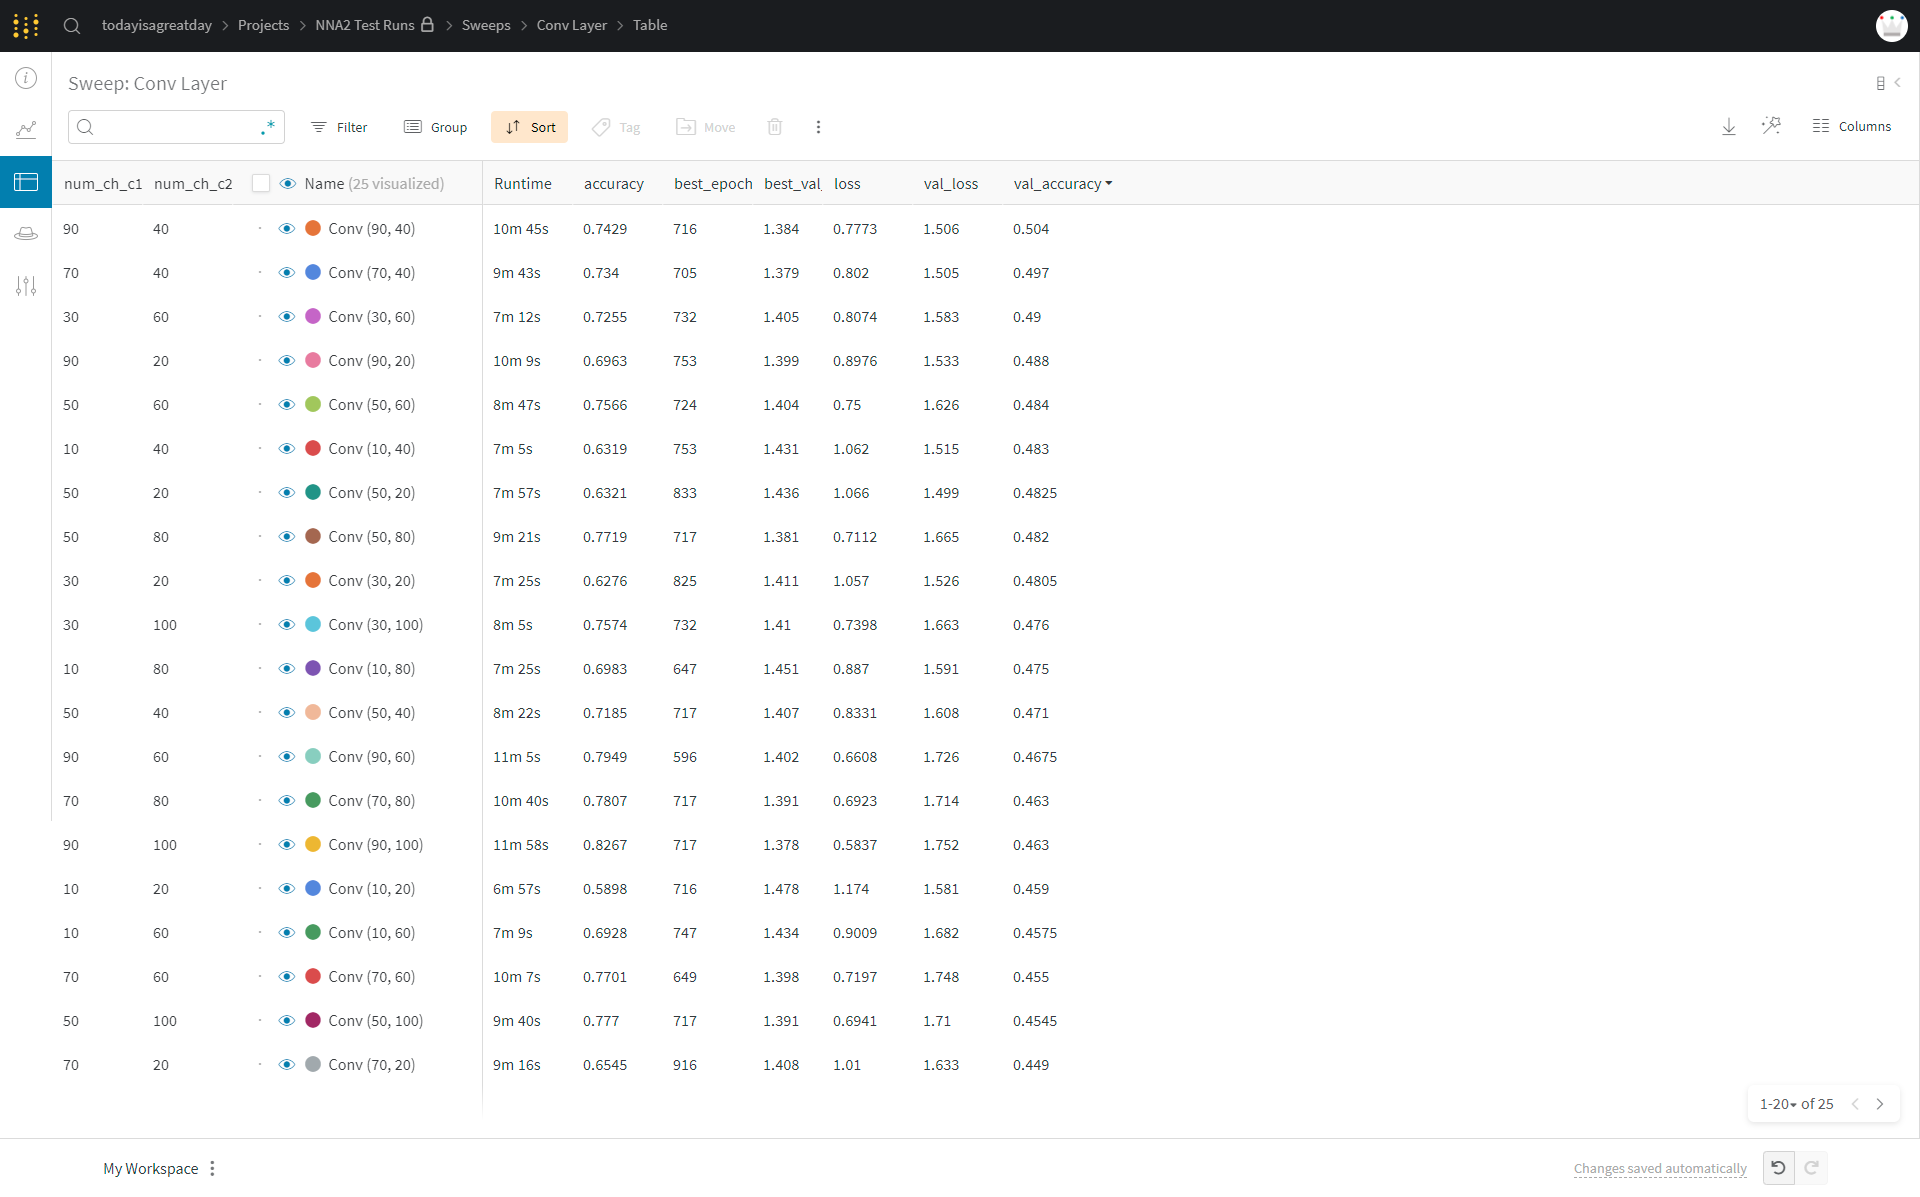 todayisagreatday > Projects > NNA2 Test Runs > Sweeps > Conv Layer > Table
Sweep: Conv Layer
.* Filter Group Sort Tag Move Columns
num_ch_c1 num_ch_c2 Name (25 visualized) Runtime accuracy best_epoch best_val_ loss val_loss val_accuracy
90 40 Conv (90, 40) 10m 45s 0.7429 716 1.384 0.7773 1.506 0.504
70 40 Conv (70, 40) 9m 43s 0.734 705 1.379 0.802 1.505 0.497
30 60 Conv (30, 60) 7m 12s 0.7255 732 1.405 0.8074 1.583 0.49
90 20 Conv (90, 20) 10m 9s 0.6963 753 1.399 0.8976 1.533 0.488
50 60 Conv (50, 60) 8m 47s 0.7566 724 1.404 0.75 1.626 0.484
10 40 Conv (10, 40) 7m 5s 0.6319 753 1.431 1.062 1.515 0.483
50 20 Conv (50, 20) 7m 57s 0.6321 833 1.436 1.066 1.499 0.4825
50 80 Conv (50, 80) 9m 21s 0.7719 717 1.381 0.7112 1.665 0.482
30 20 Conv (30, 20) 7m 25s 0.6276 825 1.411 1.057 1.526 0.4805
30 100 Conv (30, 100) 8m 5s 0.7574 732 1.41 0.7398 1.663 0.476
10 80 Conv (10, 80) 7m 25s 0.6983 647 1.451 0.887 1.591 0.475
50 40 Conv (50, 40) 8m 22s 0.7185 717 1.407 0.8331 1.608 0.471
90 60 Conv (90, 60) 11m 5s 0.7949 596 1.402 0.6608 1.726 0.4675
70 80 Conv (70, 80) 10m 40s 0.7807 717 1.391 0.6923 1.714 0.463
90 100 Conv (90, 100) 11m 58s 0.8267 717 1.378 0.5837 1.752 0.463
10 20 Conv (10, 20) 6m 57s 0.5898 716 1.478 1.174 1.581 0.459
10 60 Conv (10, 60) 7m 9s 0.6928 747 1.434 0.9009 1.682 0.4575
70 60 Conv (70, 60) 10m 7s 0.7701 649 1.398 0.7197 1.748 0.455
50 100 Conv (50, 100) 9m 40s 0.777 717 1.391 0.6941 1.71 0.4545
70 20 Conv (70, 20) 9m 16s 0.6545 916 1.408 1.01 1.633 0.449
1-20 of 25
My Workspace Changes saved automatically